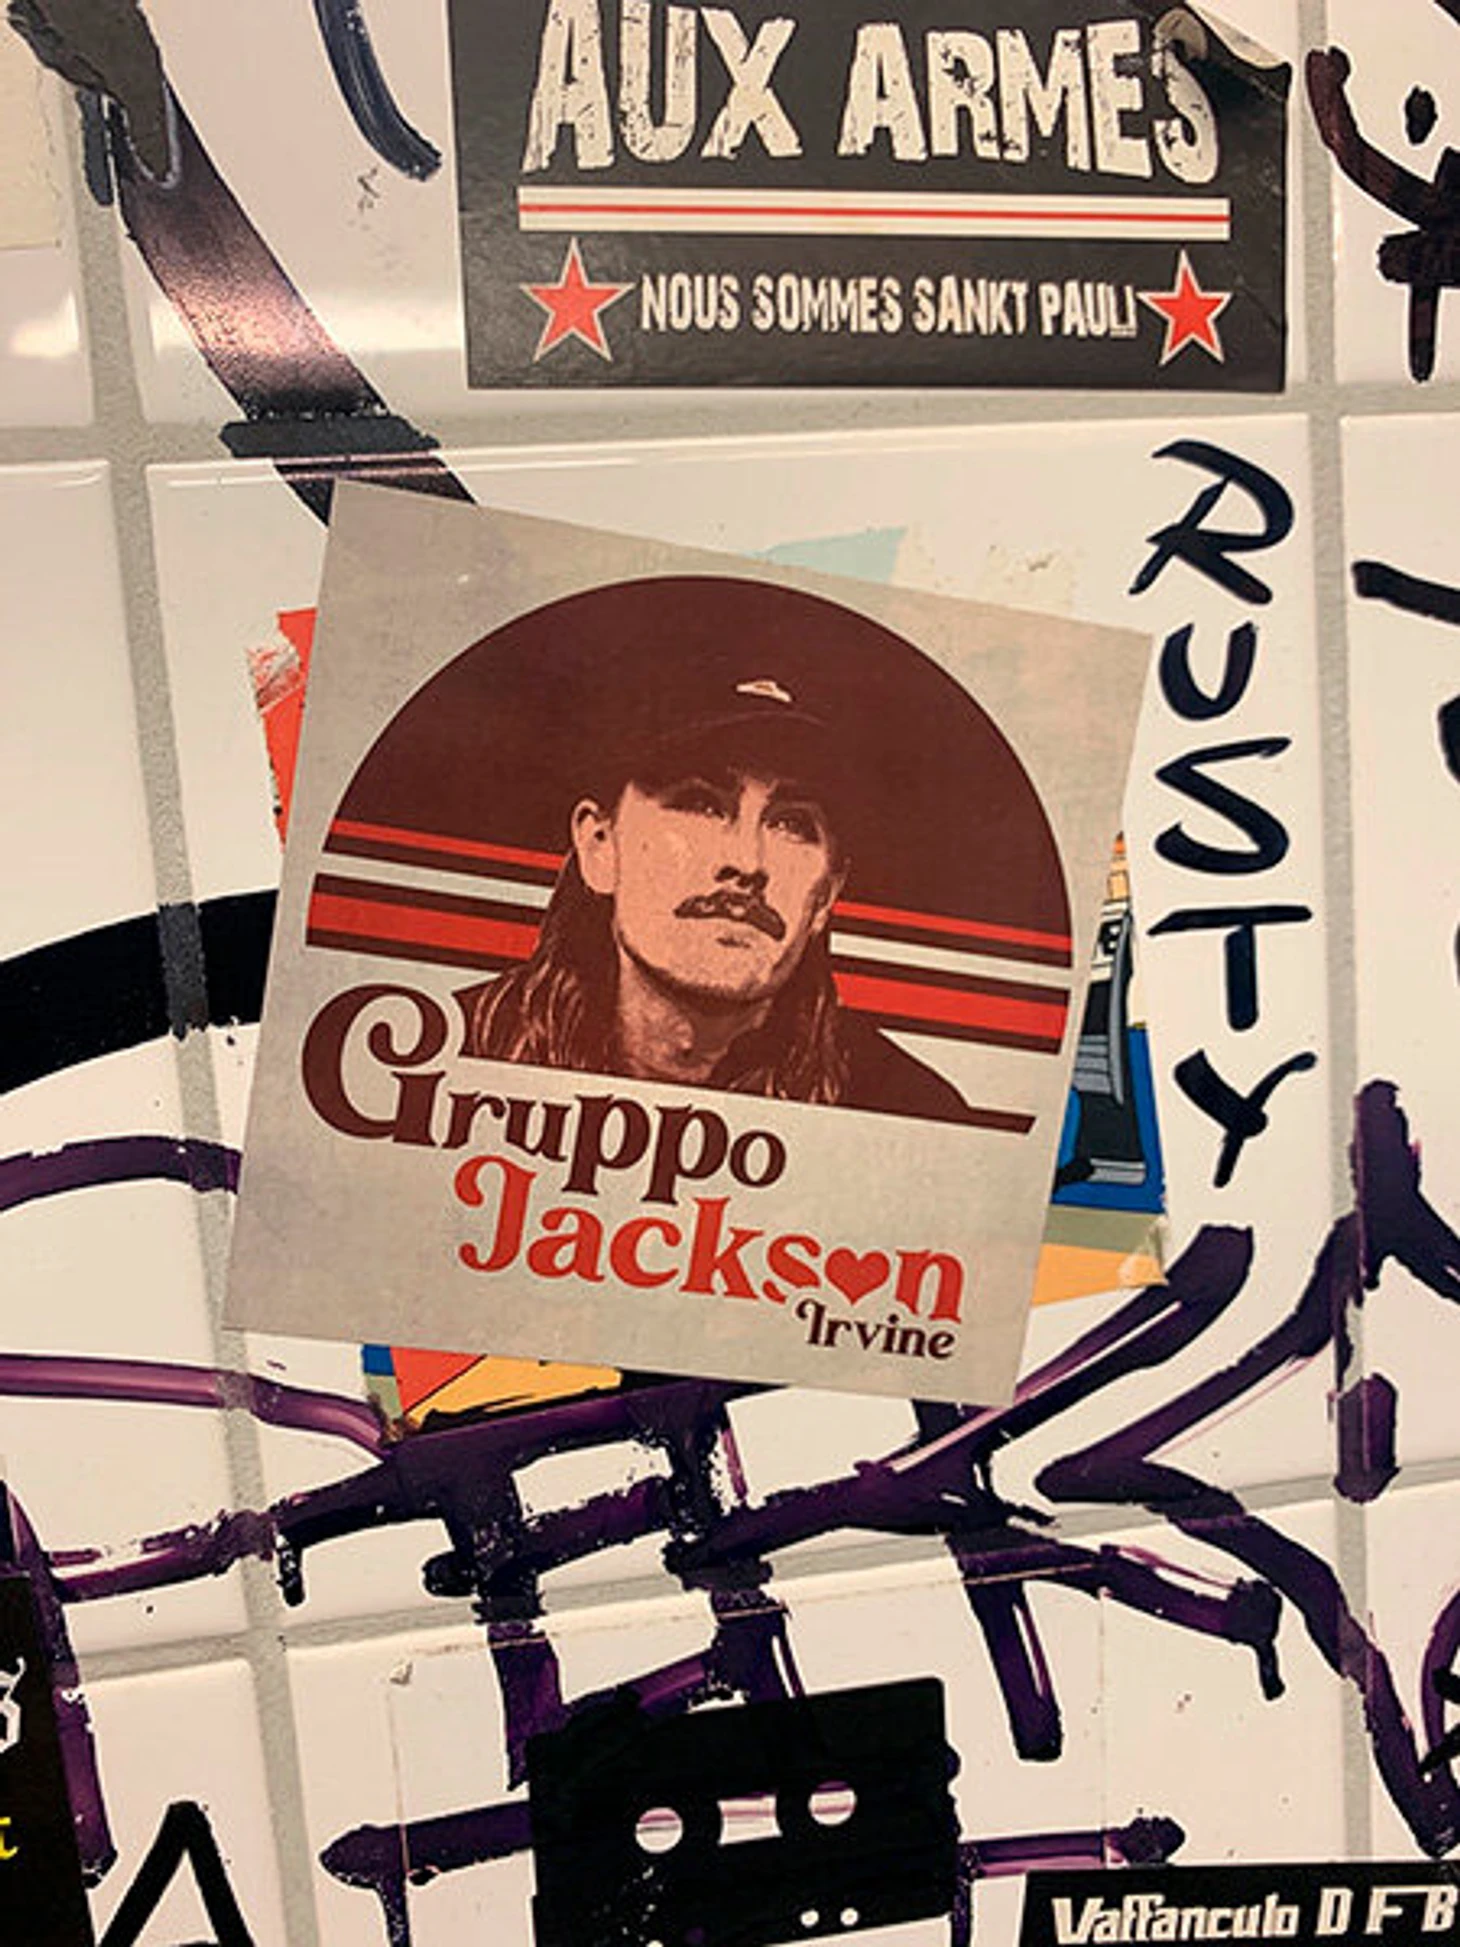 AUX ARMES
NOUS SOMMES SANKT PAULI
RUSTY
Gruppo
Jackson
Irvine
Vaffanculo DFB